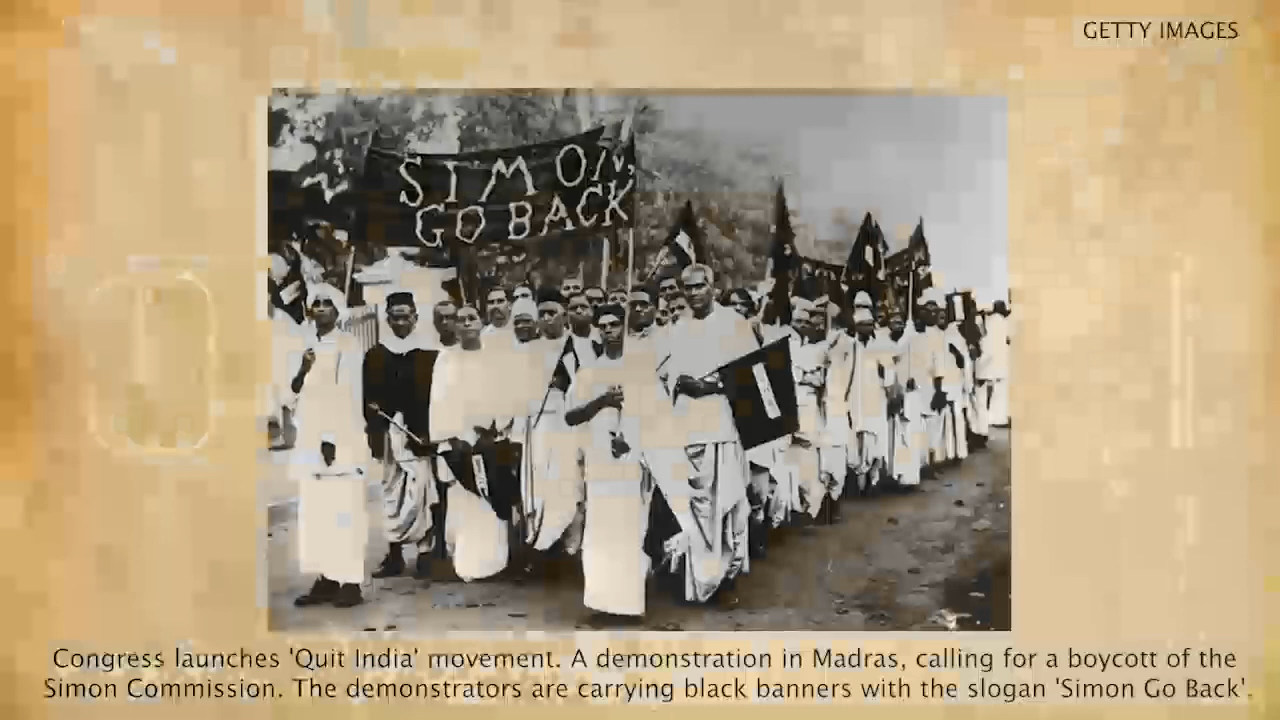 GETTY IMAGES
SIMON,
GO BACK
Congress launches 'Quit India' movement. A demonstration in Madras, calling for a boycott of the
Simon Commission. The demonstrators are carrying black banners with the slogan 'Simon Go Back'.